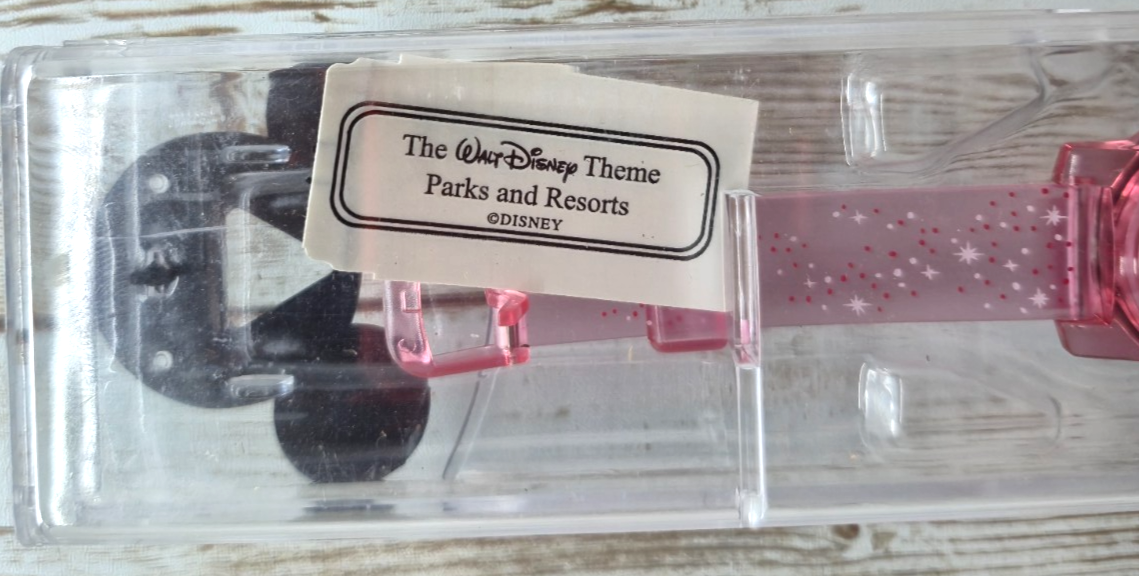 The Walt Disney Theme
Parks and Resorts
©DISNEY